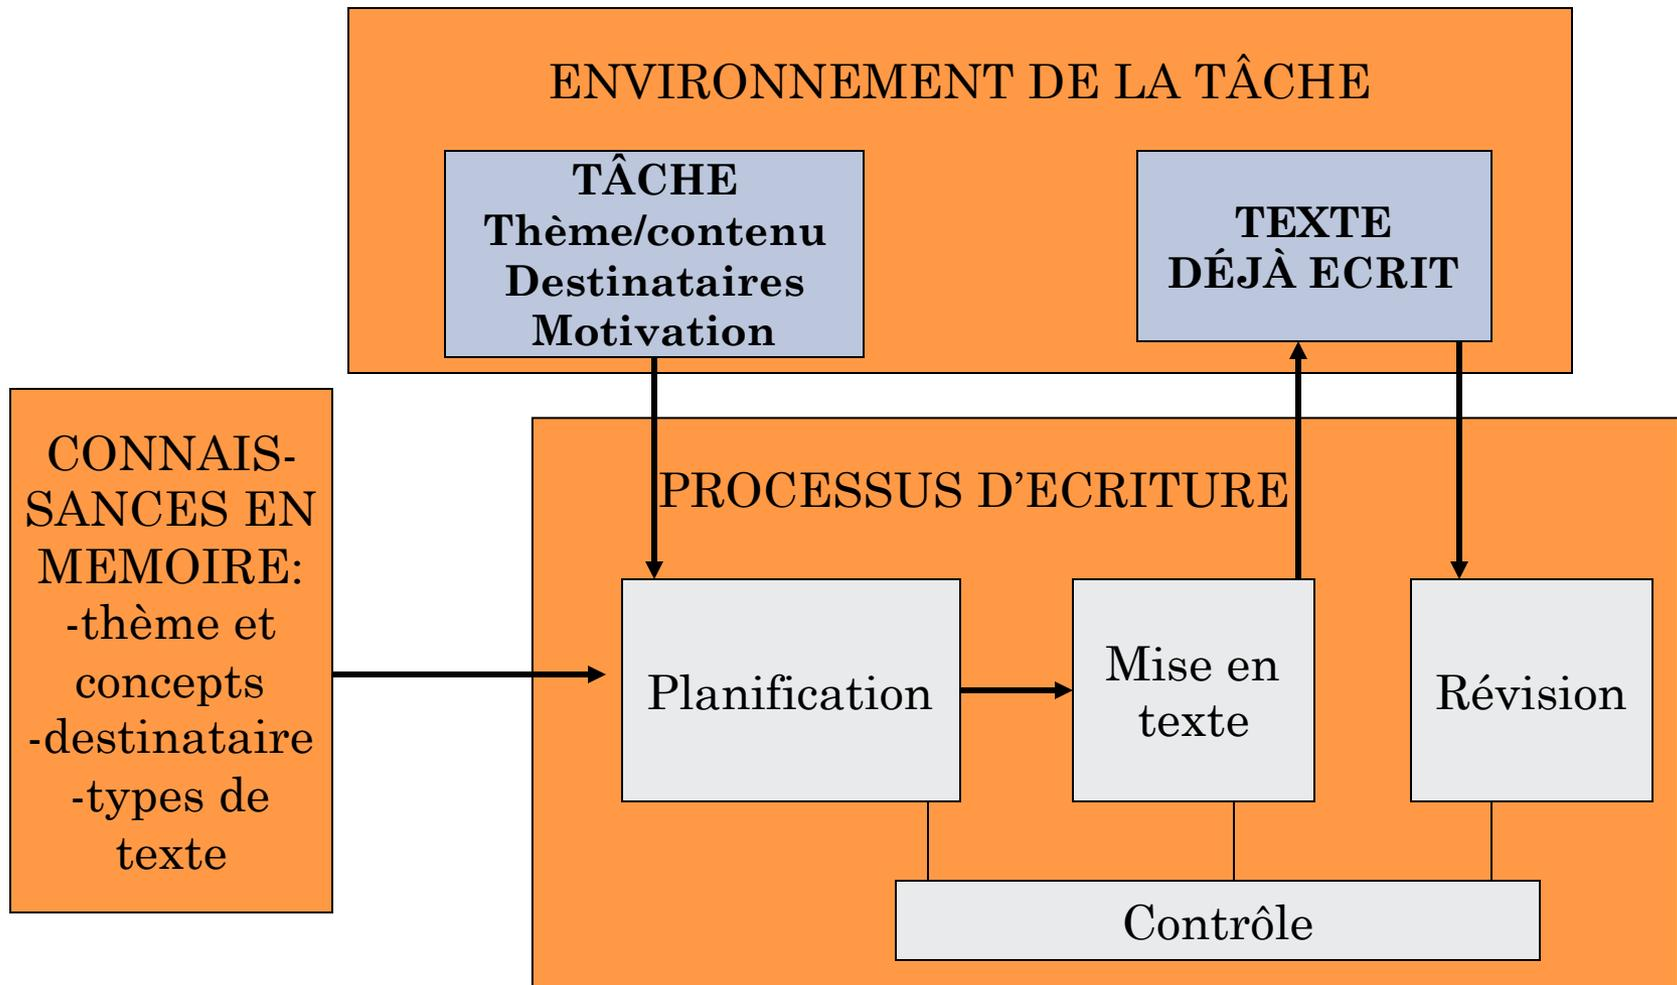 ENVIRONNEMENT DE LA TÂCHE
TÂCHE
Thème/contenu
Destinataires
Motivation
TEXTE
DÉJÀ ECRIT
CONNAIS-
SANCES EN
MEMOIRE:
-thème et
concepts
-destinataire
-types de
texte
PROCESSUS D’ECRITURE
Planification
Mise en
texte
Révision
Contrôle